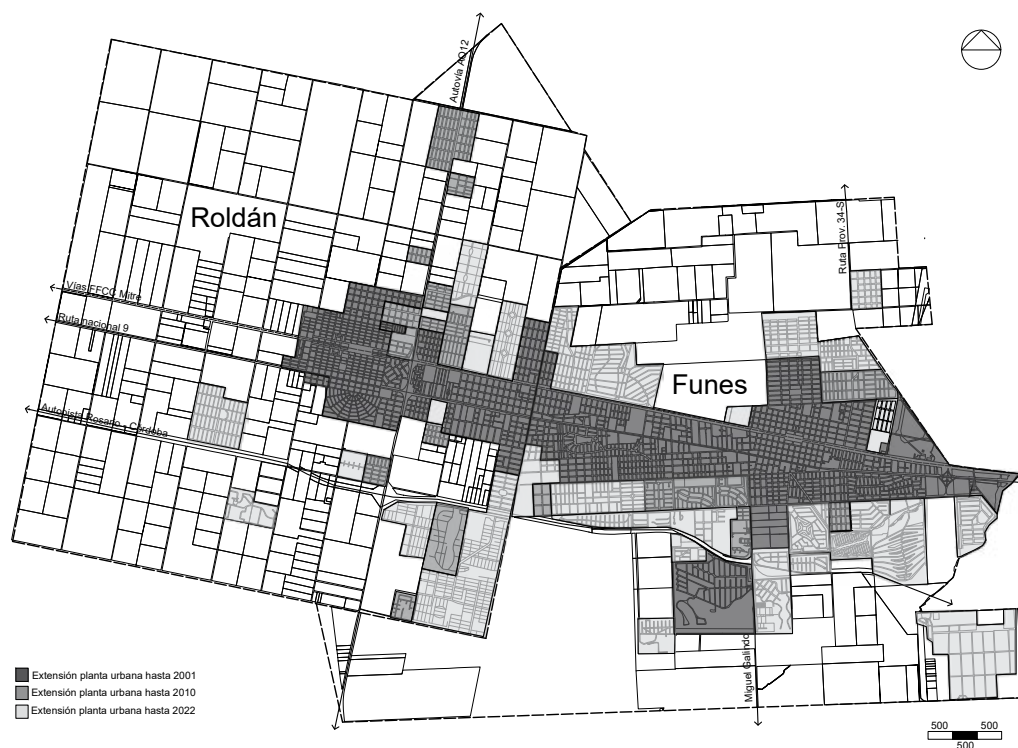 Autovía AO12
Roldán
Ruta Prov. 34-S
Vías FFCC Mitre
Ruta nacional 9
Funes
Autopista Rosario - Córdoba
Miguel Galindo
Extensión planta urbana hasta 2001
Extensión planta urbana hasta 2010
Extensión planta urbana hasta 2022
500 500
500